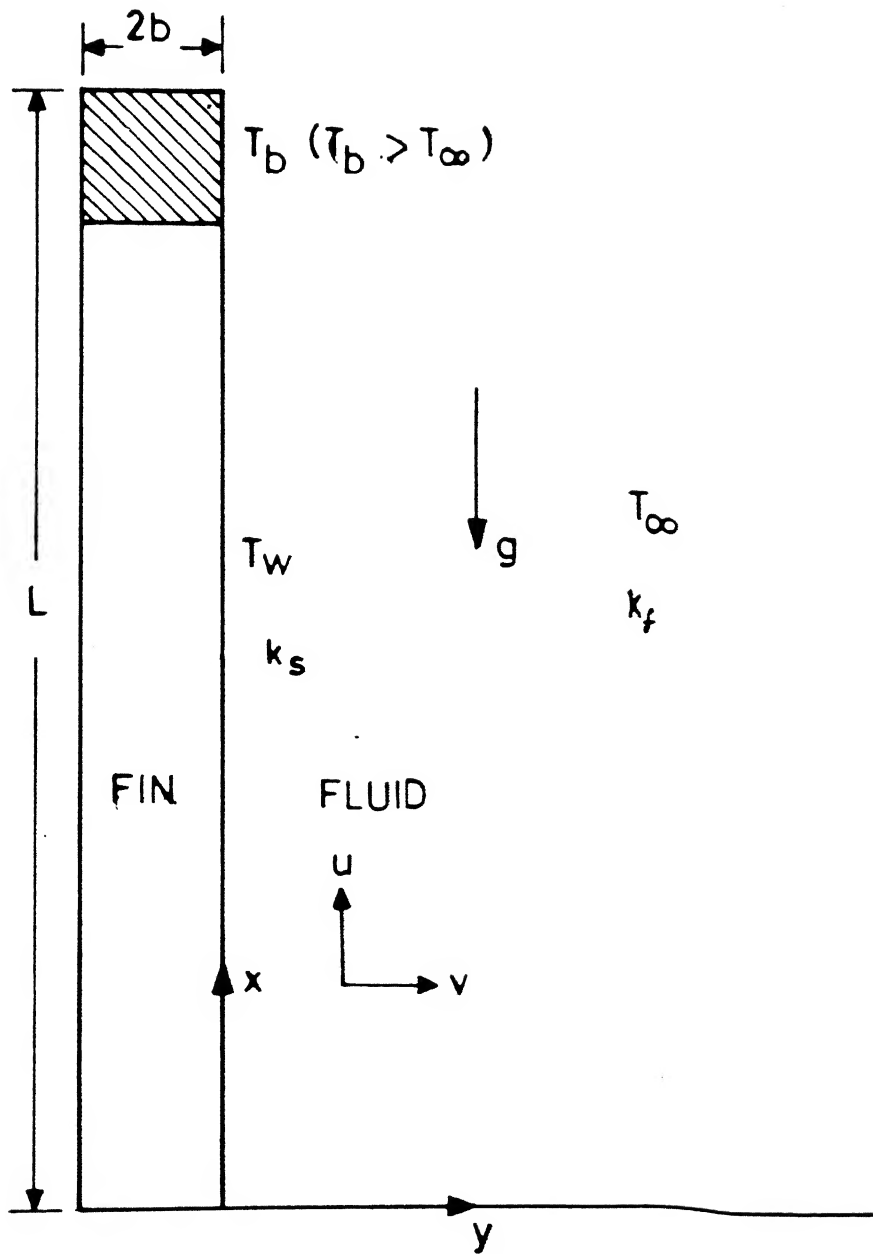 2b
T_b (T_b > T_∞)
T_∞
g
T_w
k_f
L
k_s
FIN
FLUID
u
x
v
y